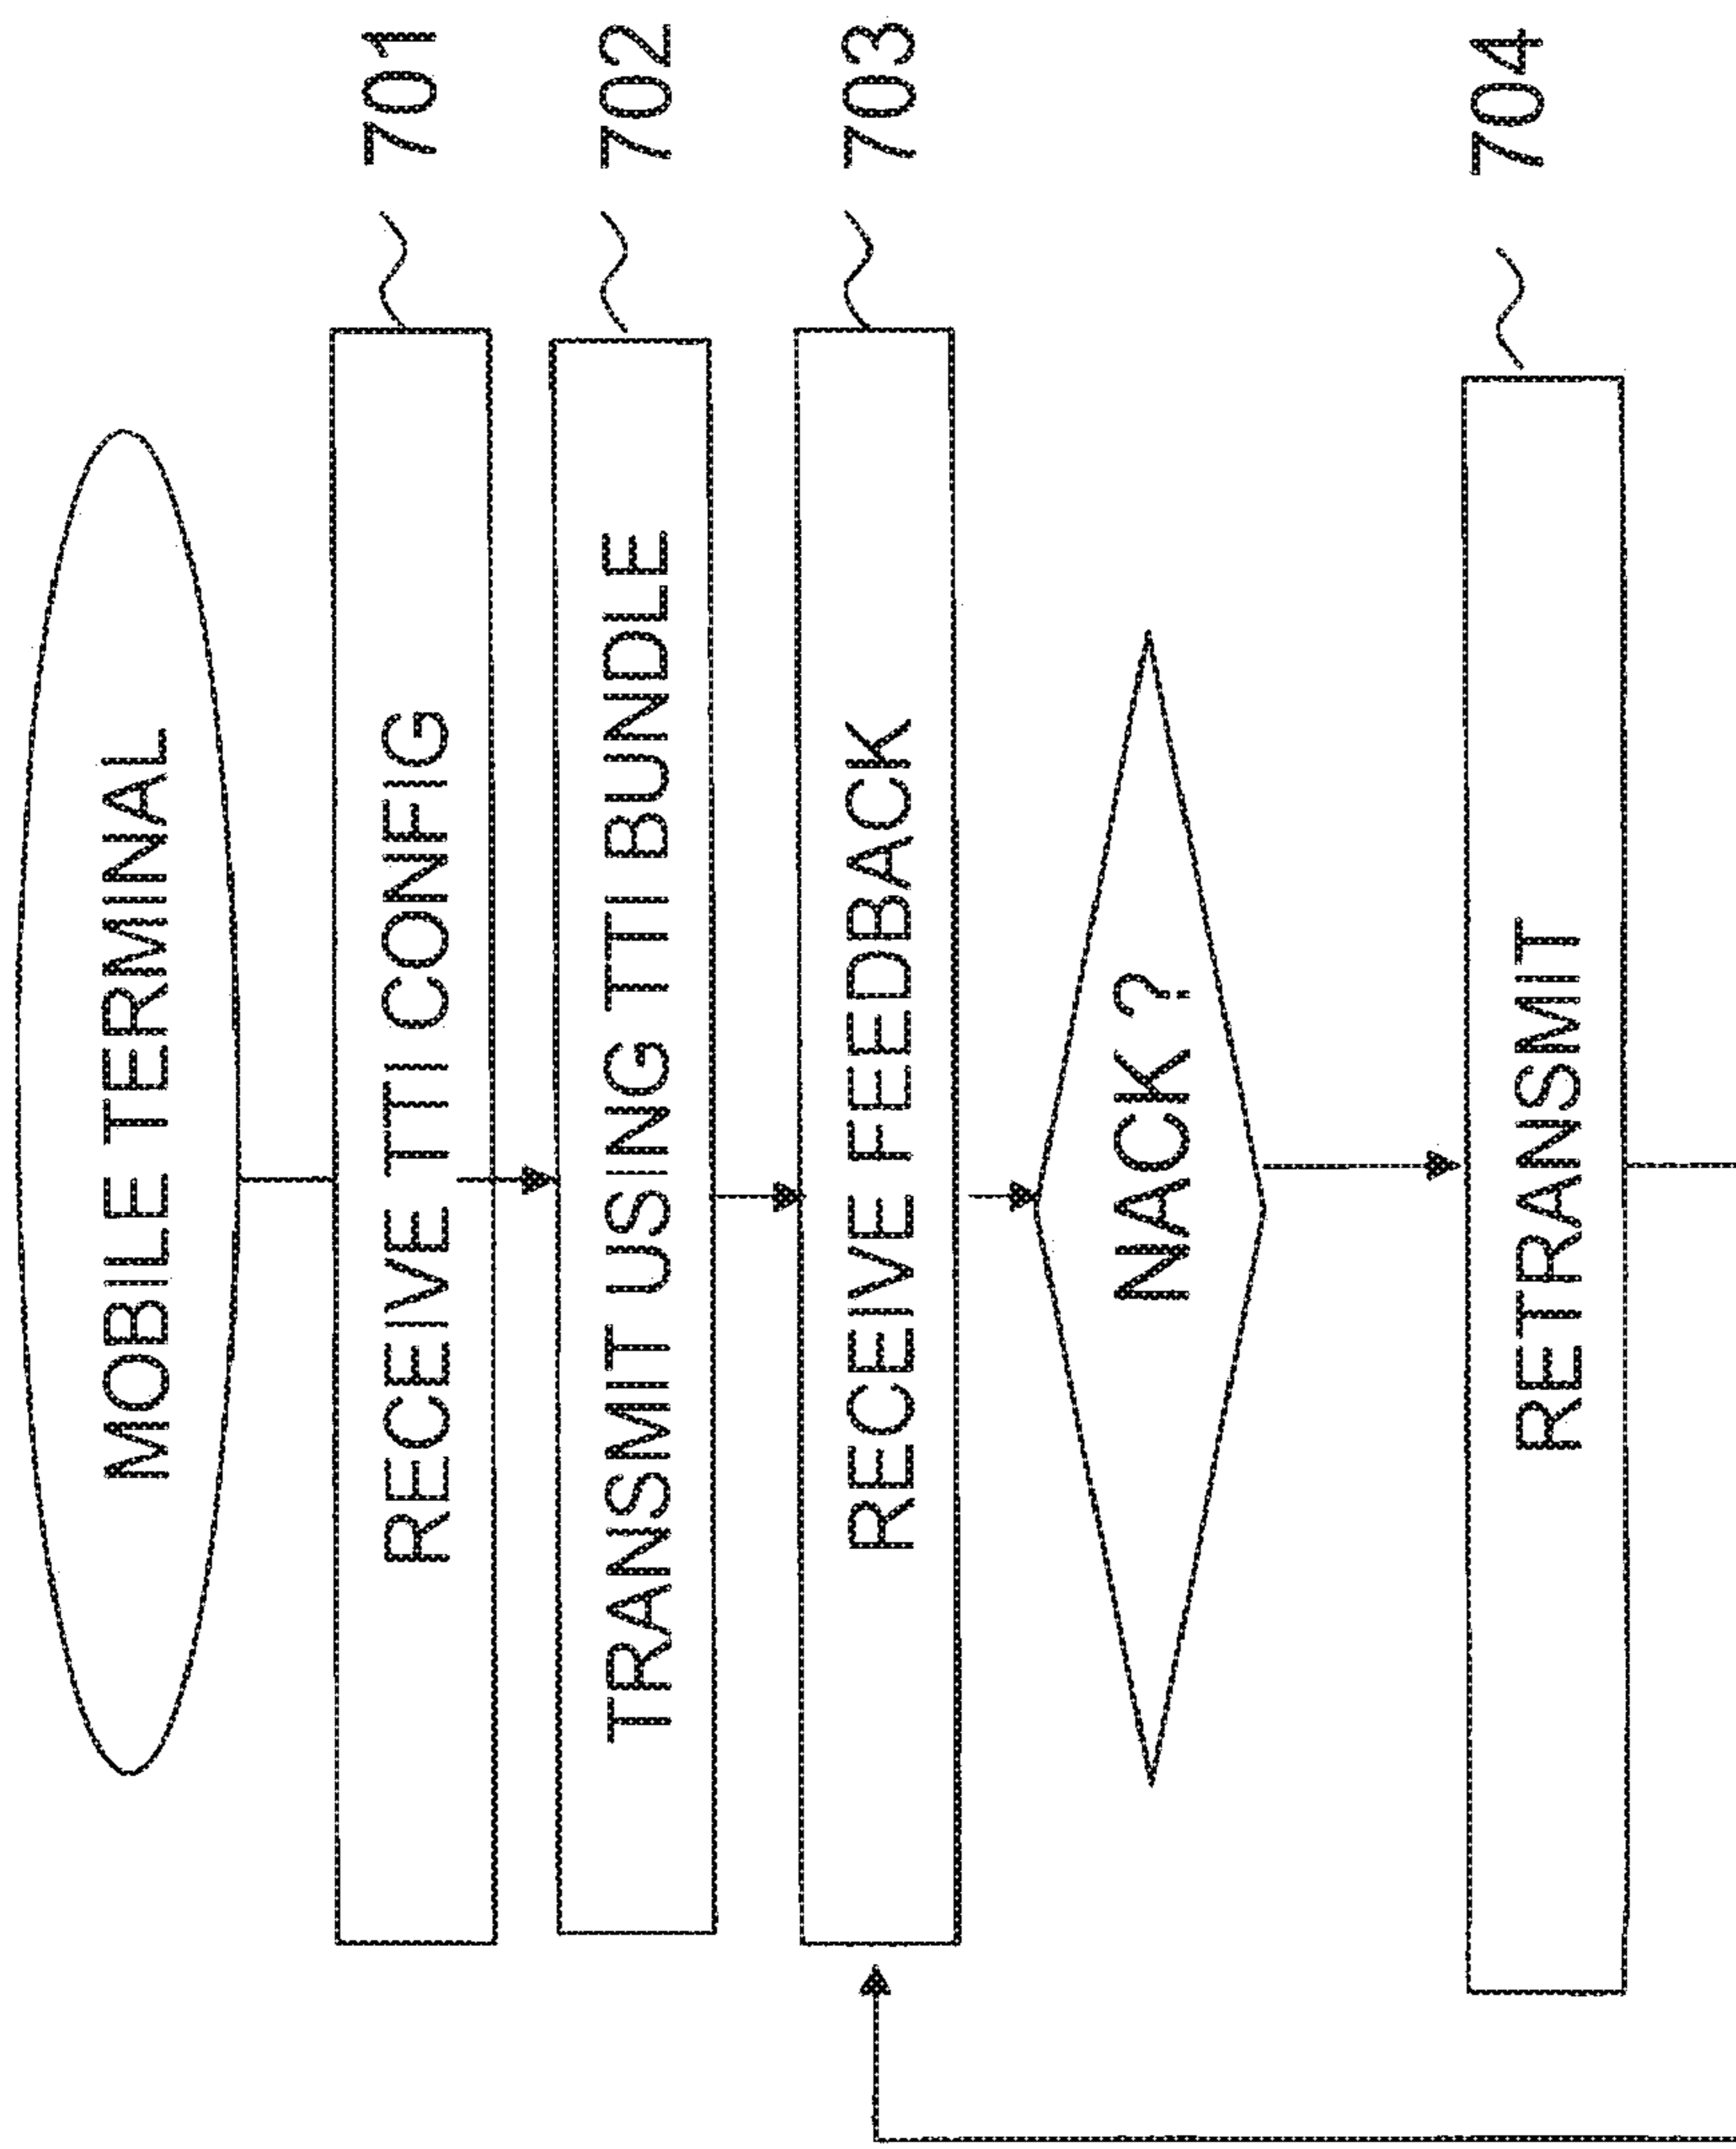 MOBILE TERMINAL
RECEIVE TTI CONFIG
701
TRANSMIT USING TTI BUNDLE
702
RECEIVE FEEDBACK
703
NACK ?
RETRANSMIT
704